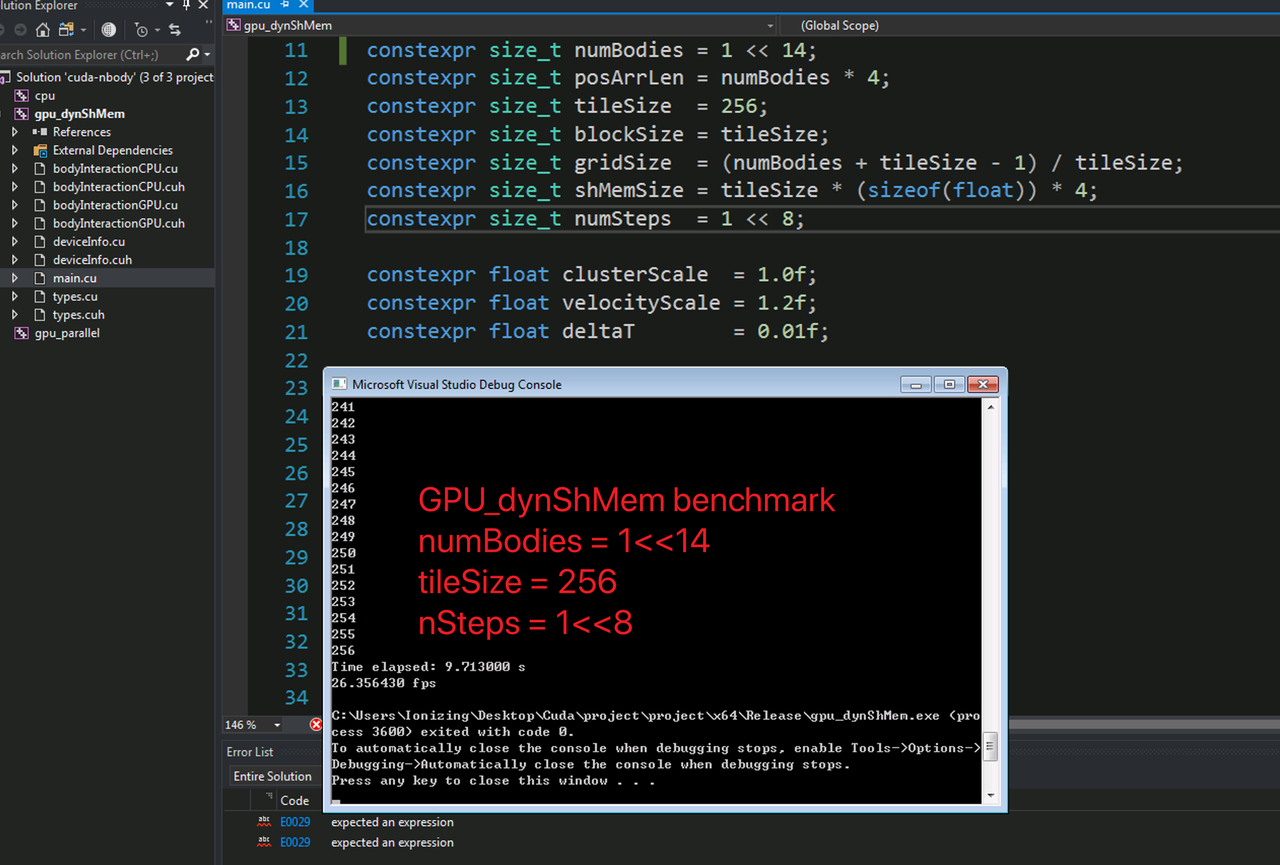 olution Explorer
main.cu
gpu_dynShMem
(Global Scope)
earch Solution Explorer (Ctrl+;)
Solution 'cuda-nbody' (3 of 3 project
cpu
gpu_dynShMem
References
External Dependencies
bodyInteractionCPU.cu
bodyInteractionCPU.cuh
bodyInteractionGPU.cu
bodyInteractionGPU.cuh
deviceInfo.cu
deviceInfo.cuh
main.cu
types.cu
types.cuh
gpu_parallel
11 constexpr size_t numBodies = 1 << 14;
12 constexpr size_t posArrLen = numBodies * 4;
13 constexpr size_t tileSize  = 256;
14 constexpr size_t blockSize = tileSize;
15 constexpr size_t gridSize  = (numBodies + tileSize - 1) / tileSize;
16 constexpr size_t shMemSize = tileSize * (sizeof(float)) * 4;
17 constexpr size_t numSteps  = 1 << 8;
18
19 constexpr float clusterScale  = 1.0f;
20 constexpr float velocityScale = 1.2f;
21 constexpr float deltaT        = 0.01f;
22
23
24
25
26
27
28
29
30
31
32
33
34
Microsoft Visual Studio Debug Console
241
242
243
244
245
246
247
248
249
250
251
252
253
254
255
256
Time elapsed: 9.713000 s
26.356430 fps
C:\Users\Ionizing\Desktop\Cuda\project\project\x64\Release\gpu_dynShMem.exe (pro
cess 3600) exited with code 0.
To automatically close the console when debugging stops, enable Tools->Options->
Debugging->Automatically close the console when debugging stops.
Press any key to close this window . . .
GPU_dynShMem benchmark
numBodies = 1<<14
tileSize = 256
nSteps = 1<<8
146 %
Error List
Entire Solution
Code
abc E0029 expected an expression
abc E0029 expected an expression